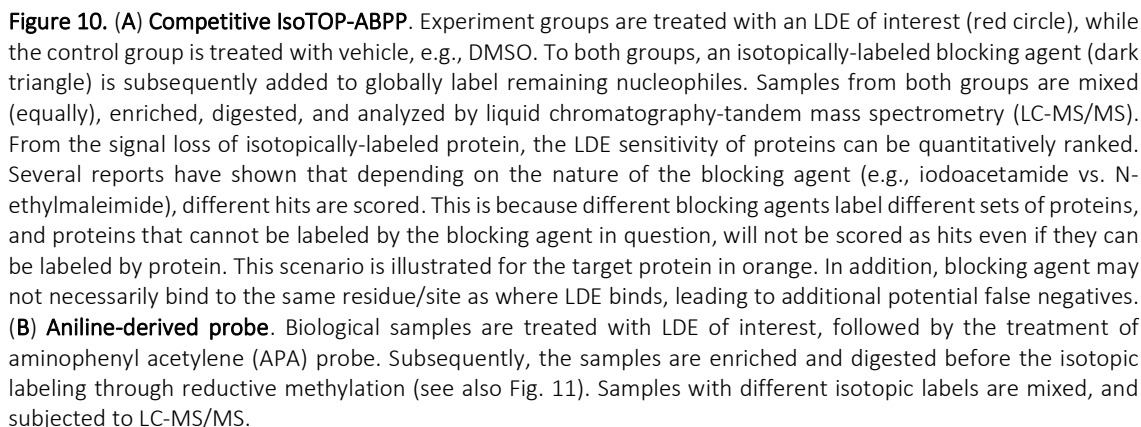 Figure 10. (A) Competitive IsoTOP-ABPP. Experiment groups are treated with an LDE of interest (red circle), while
the control group is treated with vehicle, e.g., DMSO. To both groups, an isotopically-labeled blocking agent (dark
triangle) is subsequently added to globally label remaining nucleophiles. Samples from both groups are mixed
(equally), enriched, digested, and analyzed by liquid chromatography-tandem mass spectrometry (LC-MS/MS).
From the signal loss of isotopically-labeled protein, the LDE sensitivity of proteins can be quantitatively ranked.
Several reports have shown that depending on the nature of the blocking agent (e.g., iodoacetamide vs. N-
ethylmaleimide), different hits are scored. This is because different blocking agents label different sets of proteins,
and proteins that cannot be labeled by the blocking agent in question, will not be scored as hits even if they can
be labeled by protein. This scenario is illustrated for the target protein in orange. In addition, blocking agent may
not necessarily bind to the same residue/site as where LDE binds, leading to additional potential false negatives.
(B) Aniline-derived probe. Biological samples are treated with LDE of interest, followed by the treatment of
aminophenyl acetylene (APA) probe. Subsequently, the samples are enriched and digested before the isotopic
labeling through reductive methylation (see also Fig. 11). Samples with different isotopic labels are mixed, and
subjected to LC-MS/MS.